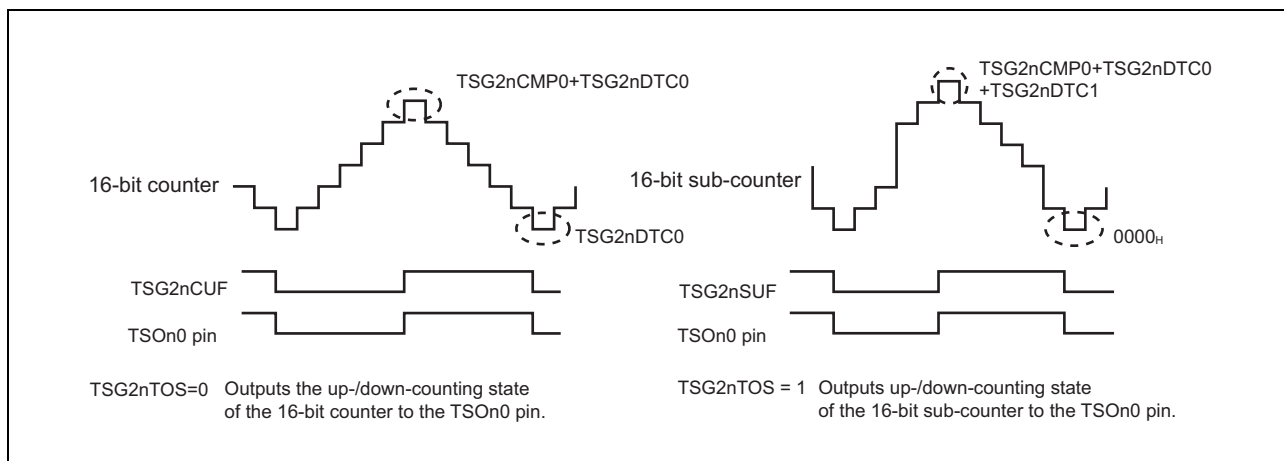 TSG2nCMP0+TSG2nDTC0
16-bit counter
TSG2nDTC0
TSG2nCUF
TSOn0 pin
TSG2nTOS=0 Outputs the up-/down-counting state
of the 16-bit counter to the TSOn0 pin.
TSG2nCMP0+TSG2nDTC0
+TSG2nDTC1
16-bit sub-counter
0000H
TSG2nSUF
TSOn0 pin
TSG2nTOS = 1 Outputs up-/down-counting state
of the 16-bit sub-counter to the TSOn0 pin.